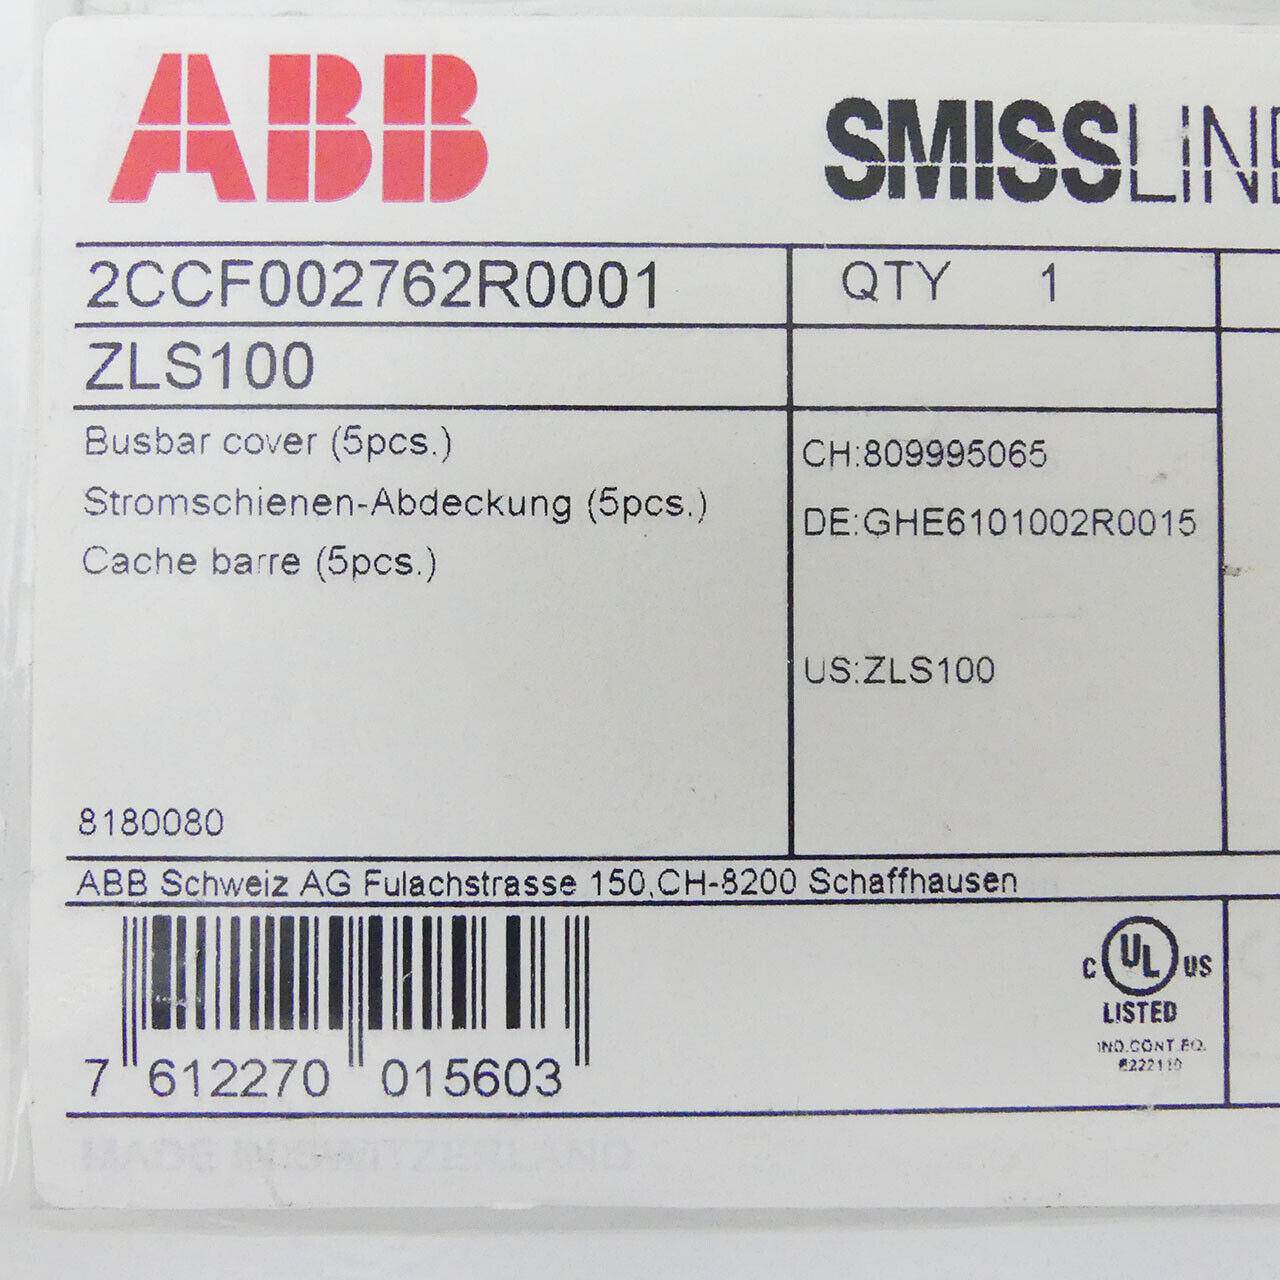 ABB
SMISSLINE
2CCF002762R0001
QTY 1
ZLS100
Busbar cover (5pcs.)
Stromschienen-Abdeckung (5pcs.)
Cache barre (5pcs.)
CH:809995065
DE:GHE6101002R0015
US:ZLS100
8180080
ABB Schweiz AG Fulachstrasse 150,CH-8200 Schaffhausen
7 612270 015603
C UL US
LISTED
IND.CONT.EQ.
E222110
MADE IN SWITZERLAND